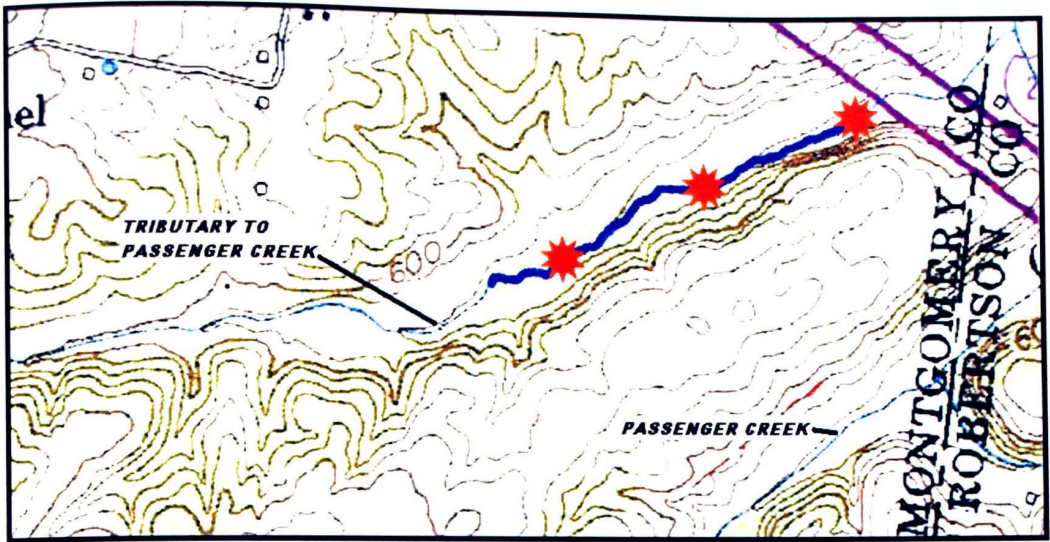 el
TRIBUTARY TO
PASSENGER CREEK
600
MONTGOMERY CO
ROBERTSON CO
PASSENGER CREEK